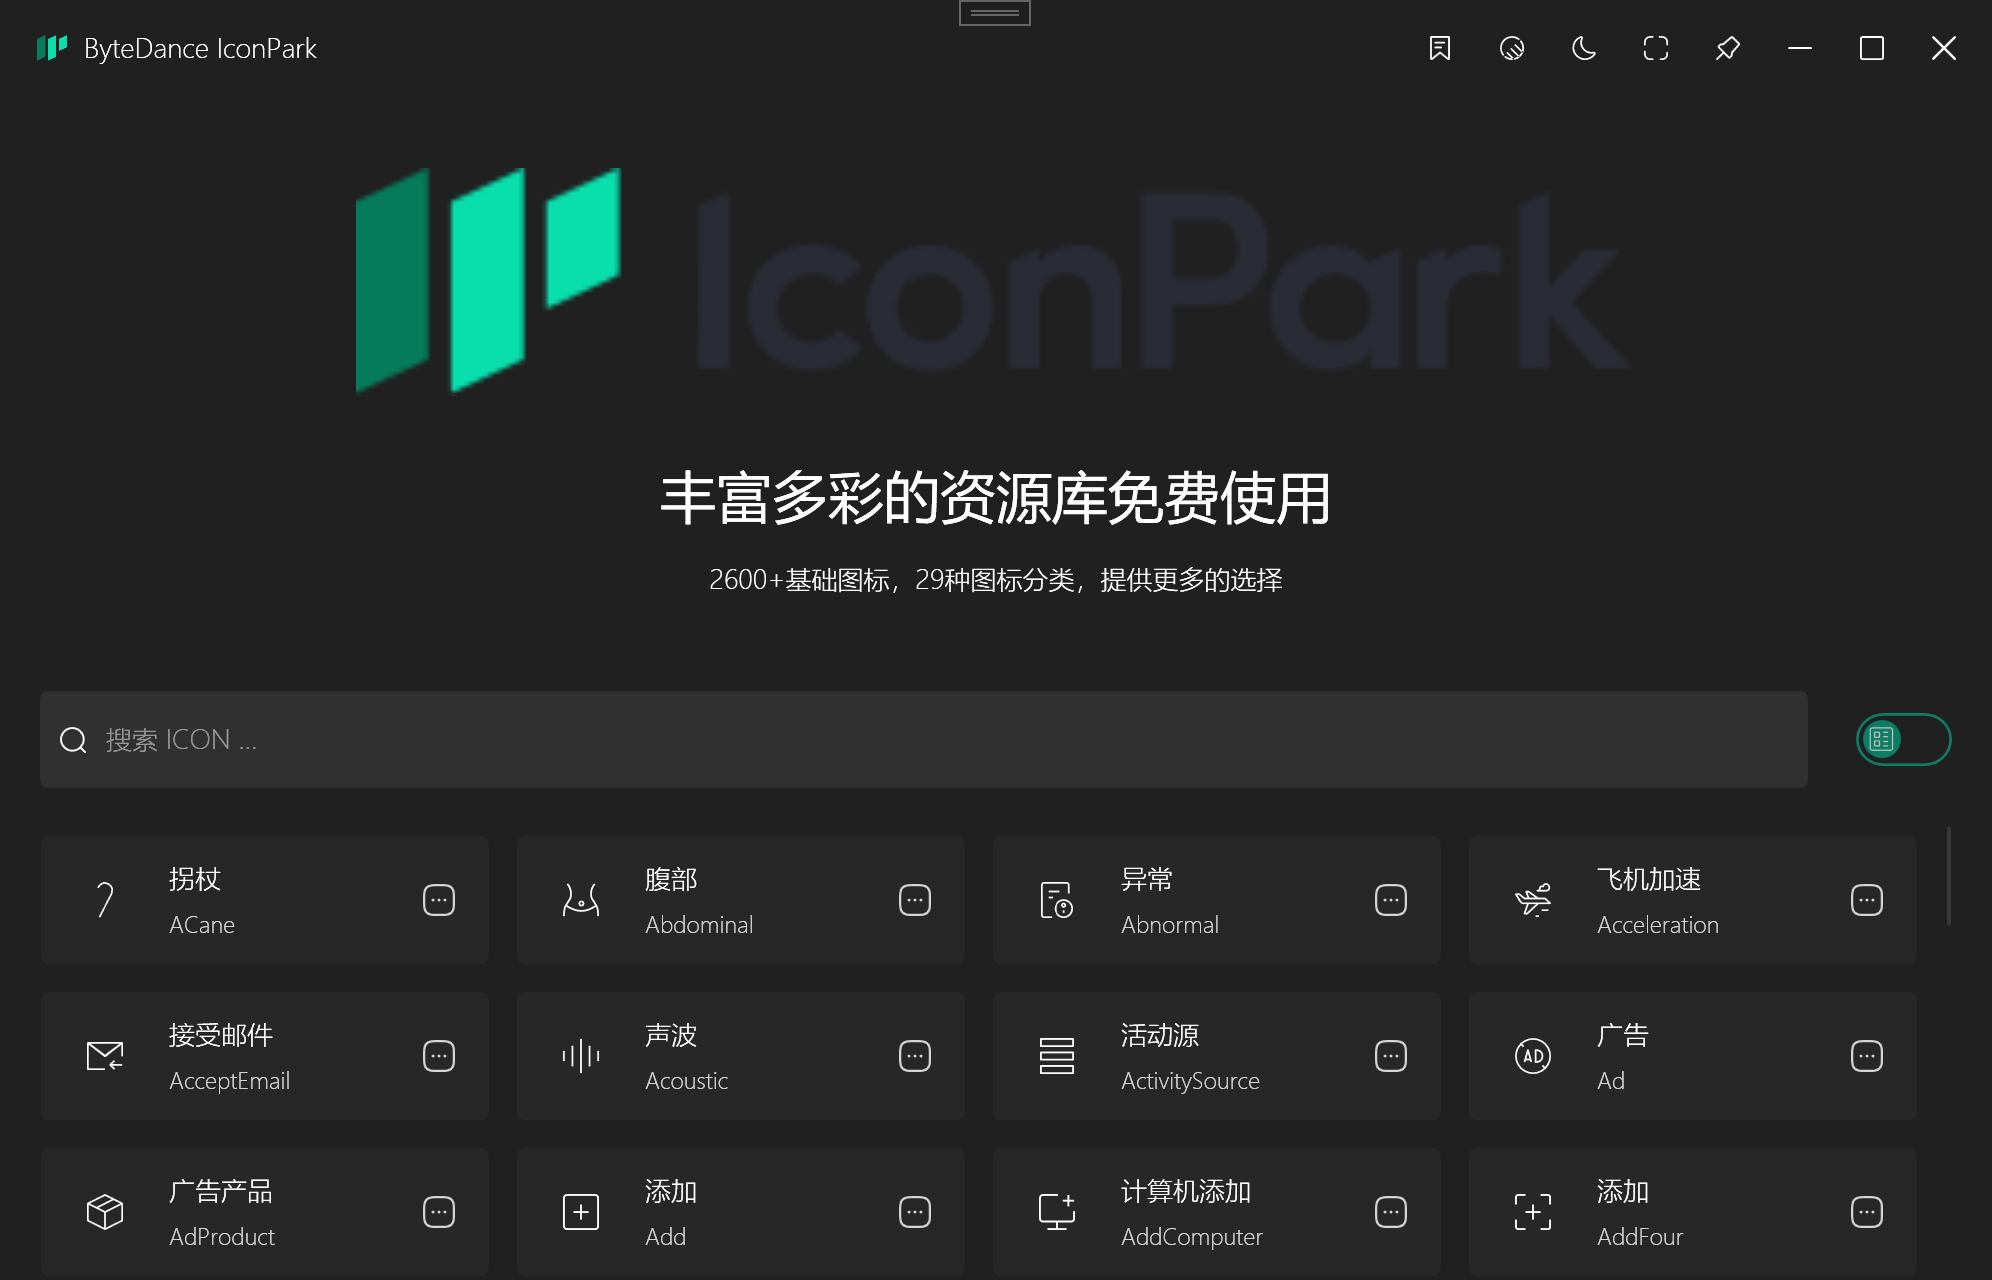 ByteDance IconPark
IconPark
丰富多彩的资源库免费使用
2600+基础图标，29种图标分类，提供更多的选择
搜索 ICON ...
拐杖
ACane
腹部
Abdominal
异常
Abnormal
飞机加速
Acceleration
接受邮件
AcceptEmail
声波
Acoustic
活动源
ActivitySource
AD
广告
Ad
广告产品
AdProduct
添加
Add
计算机添加
AddComputer
添加
AddFour